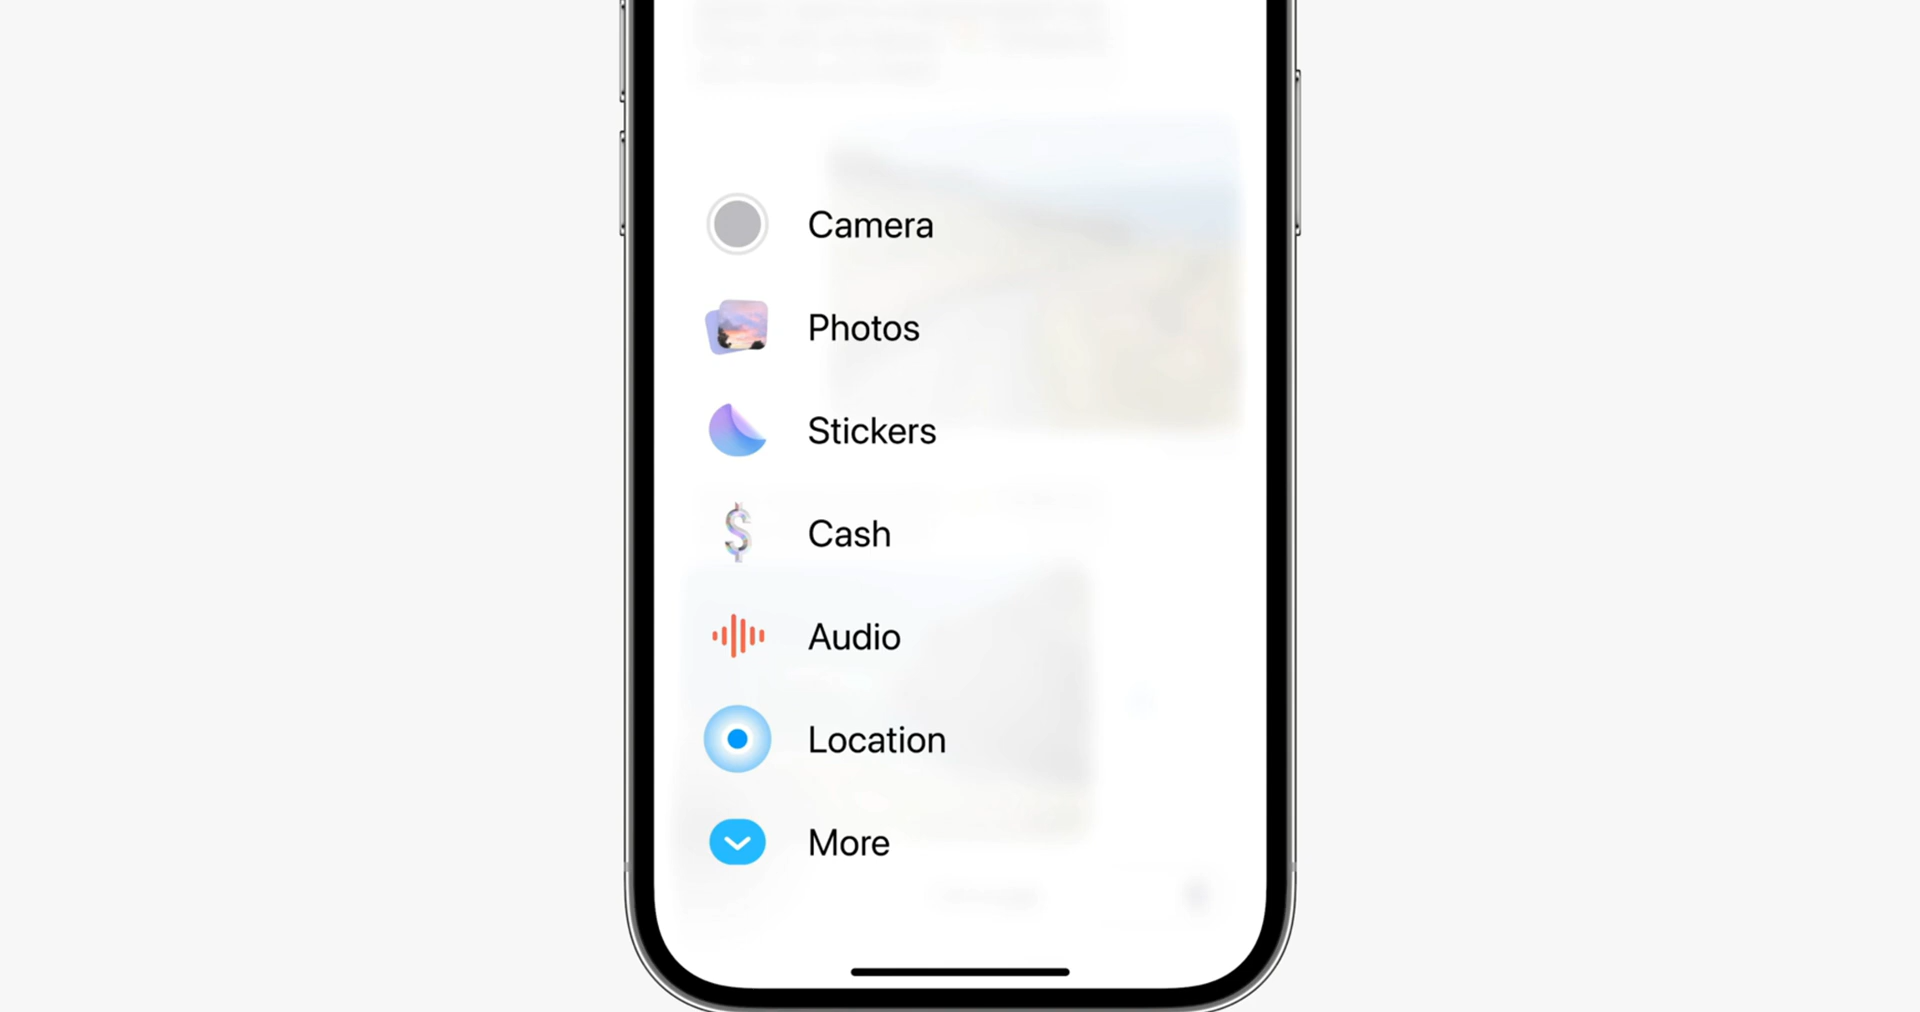 Camera
Photos
Stickers
Cash
Audio
Location
More